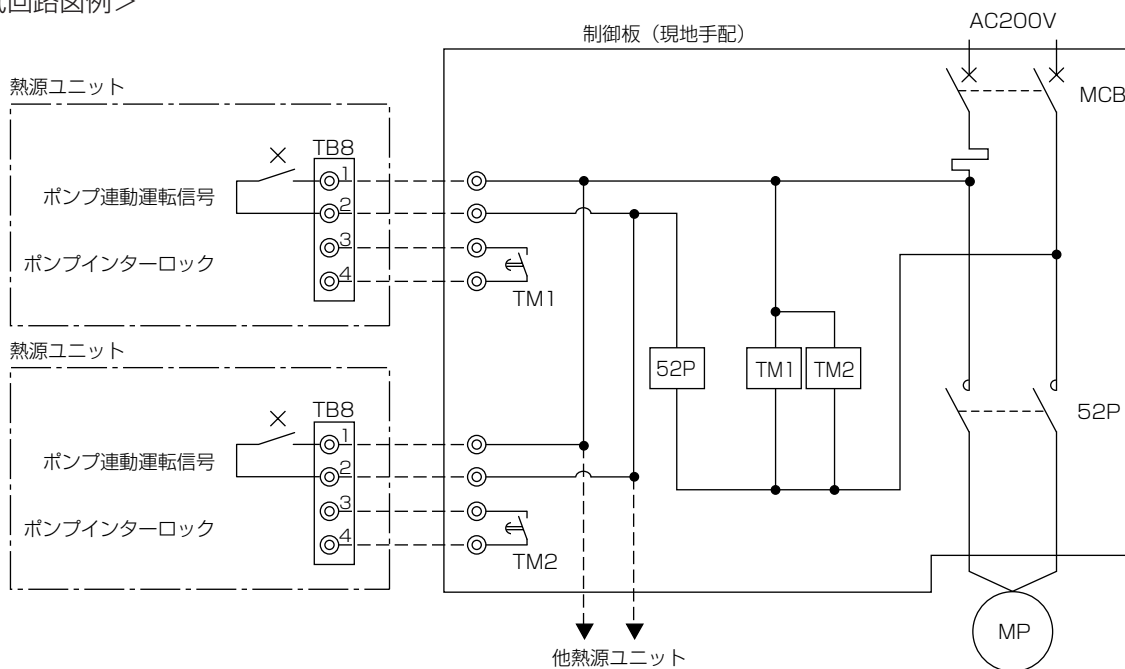 回路図例＞
制御板（現地手配）
AC200V
MCB
熱源ユニット
TB8
1
ポンプ連動運転信号
2
3
ポンプインターロック
4
TM1
熱源ユニット
52P
TM1
TM2
TB8
1
ポンプ連動運転信号
2
3
ポンプインターロック
4
TM2
52P
MP
他熱源ユニット